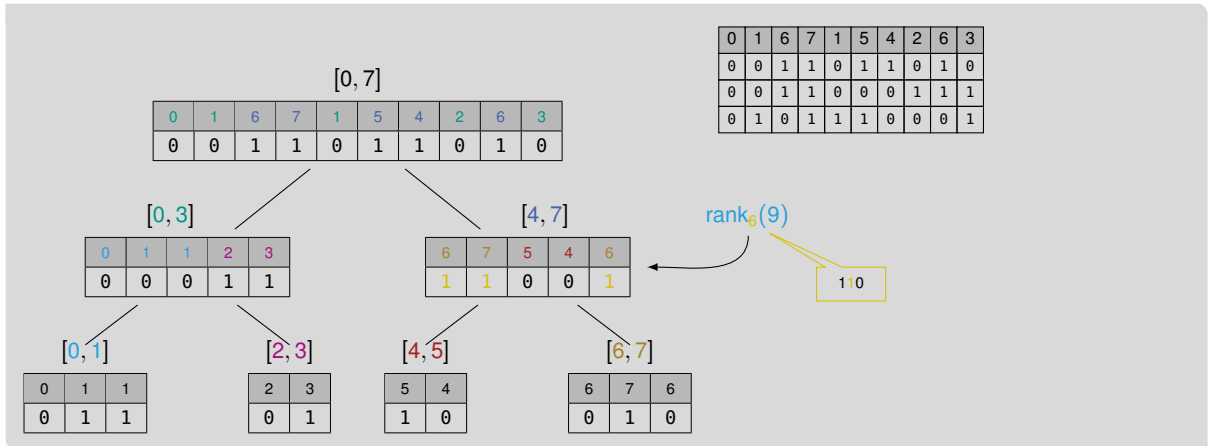 0 1 6 7 1 5 4 2 6 3
0 0 1 1 0 1 1 0 1 0
0 0 1 1 0 0 0 1 1 1
0 1 0 1 1 1 0 0 0 1
[0, 7]
0 1 6 7 1 5 4 2 6 3
0 0 1 1 0 1 1 0 1 0
[0, 3]
0 1 1 2 3
0 0 0 1 1
[4, 7]
6 7 5 4 6
1 1 0 0 1
rank6(9)
110
[0, 1]
0 1 1
0 1 1
[2, 3]
2 3
0 1
[4, 5]
5 4
1 0
[6, 7]
6 7 6
0 1 0